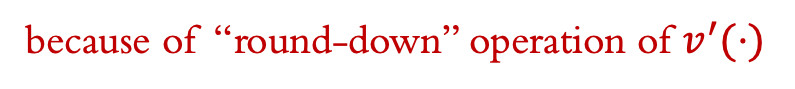 because of “round-down” operation of v′(·)